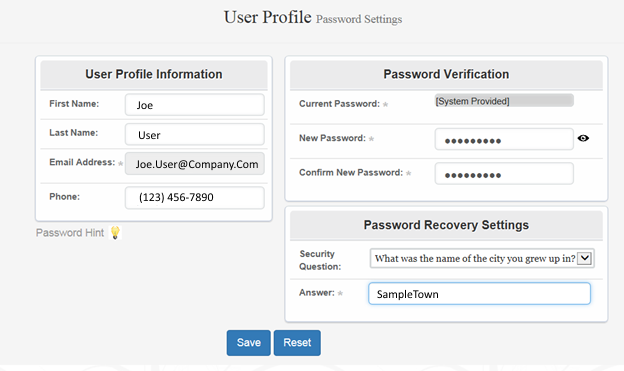 User Profile Password Settings
User Profile Information
First Name: Joe
Last Name: User
Email Address: * Joe.User@Company.Com
Phone: (123) 456-7890
Password Hint
Password Verification
Current Password: * [System Provided]
New Password: * •••••••••
Confirm New Password: * •••••••••
Password Recovery Settings
Security Question: What was the name of the city you grew up in?
Answer: * SampleTown
Save Reset